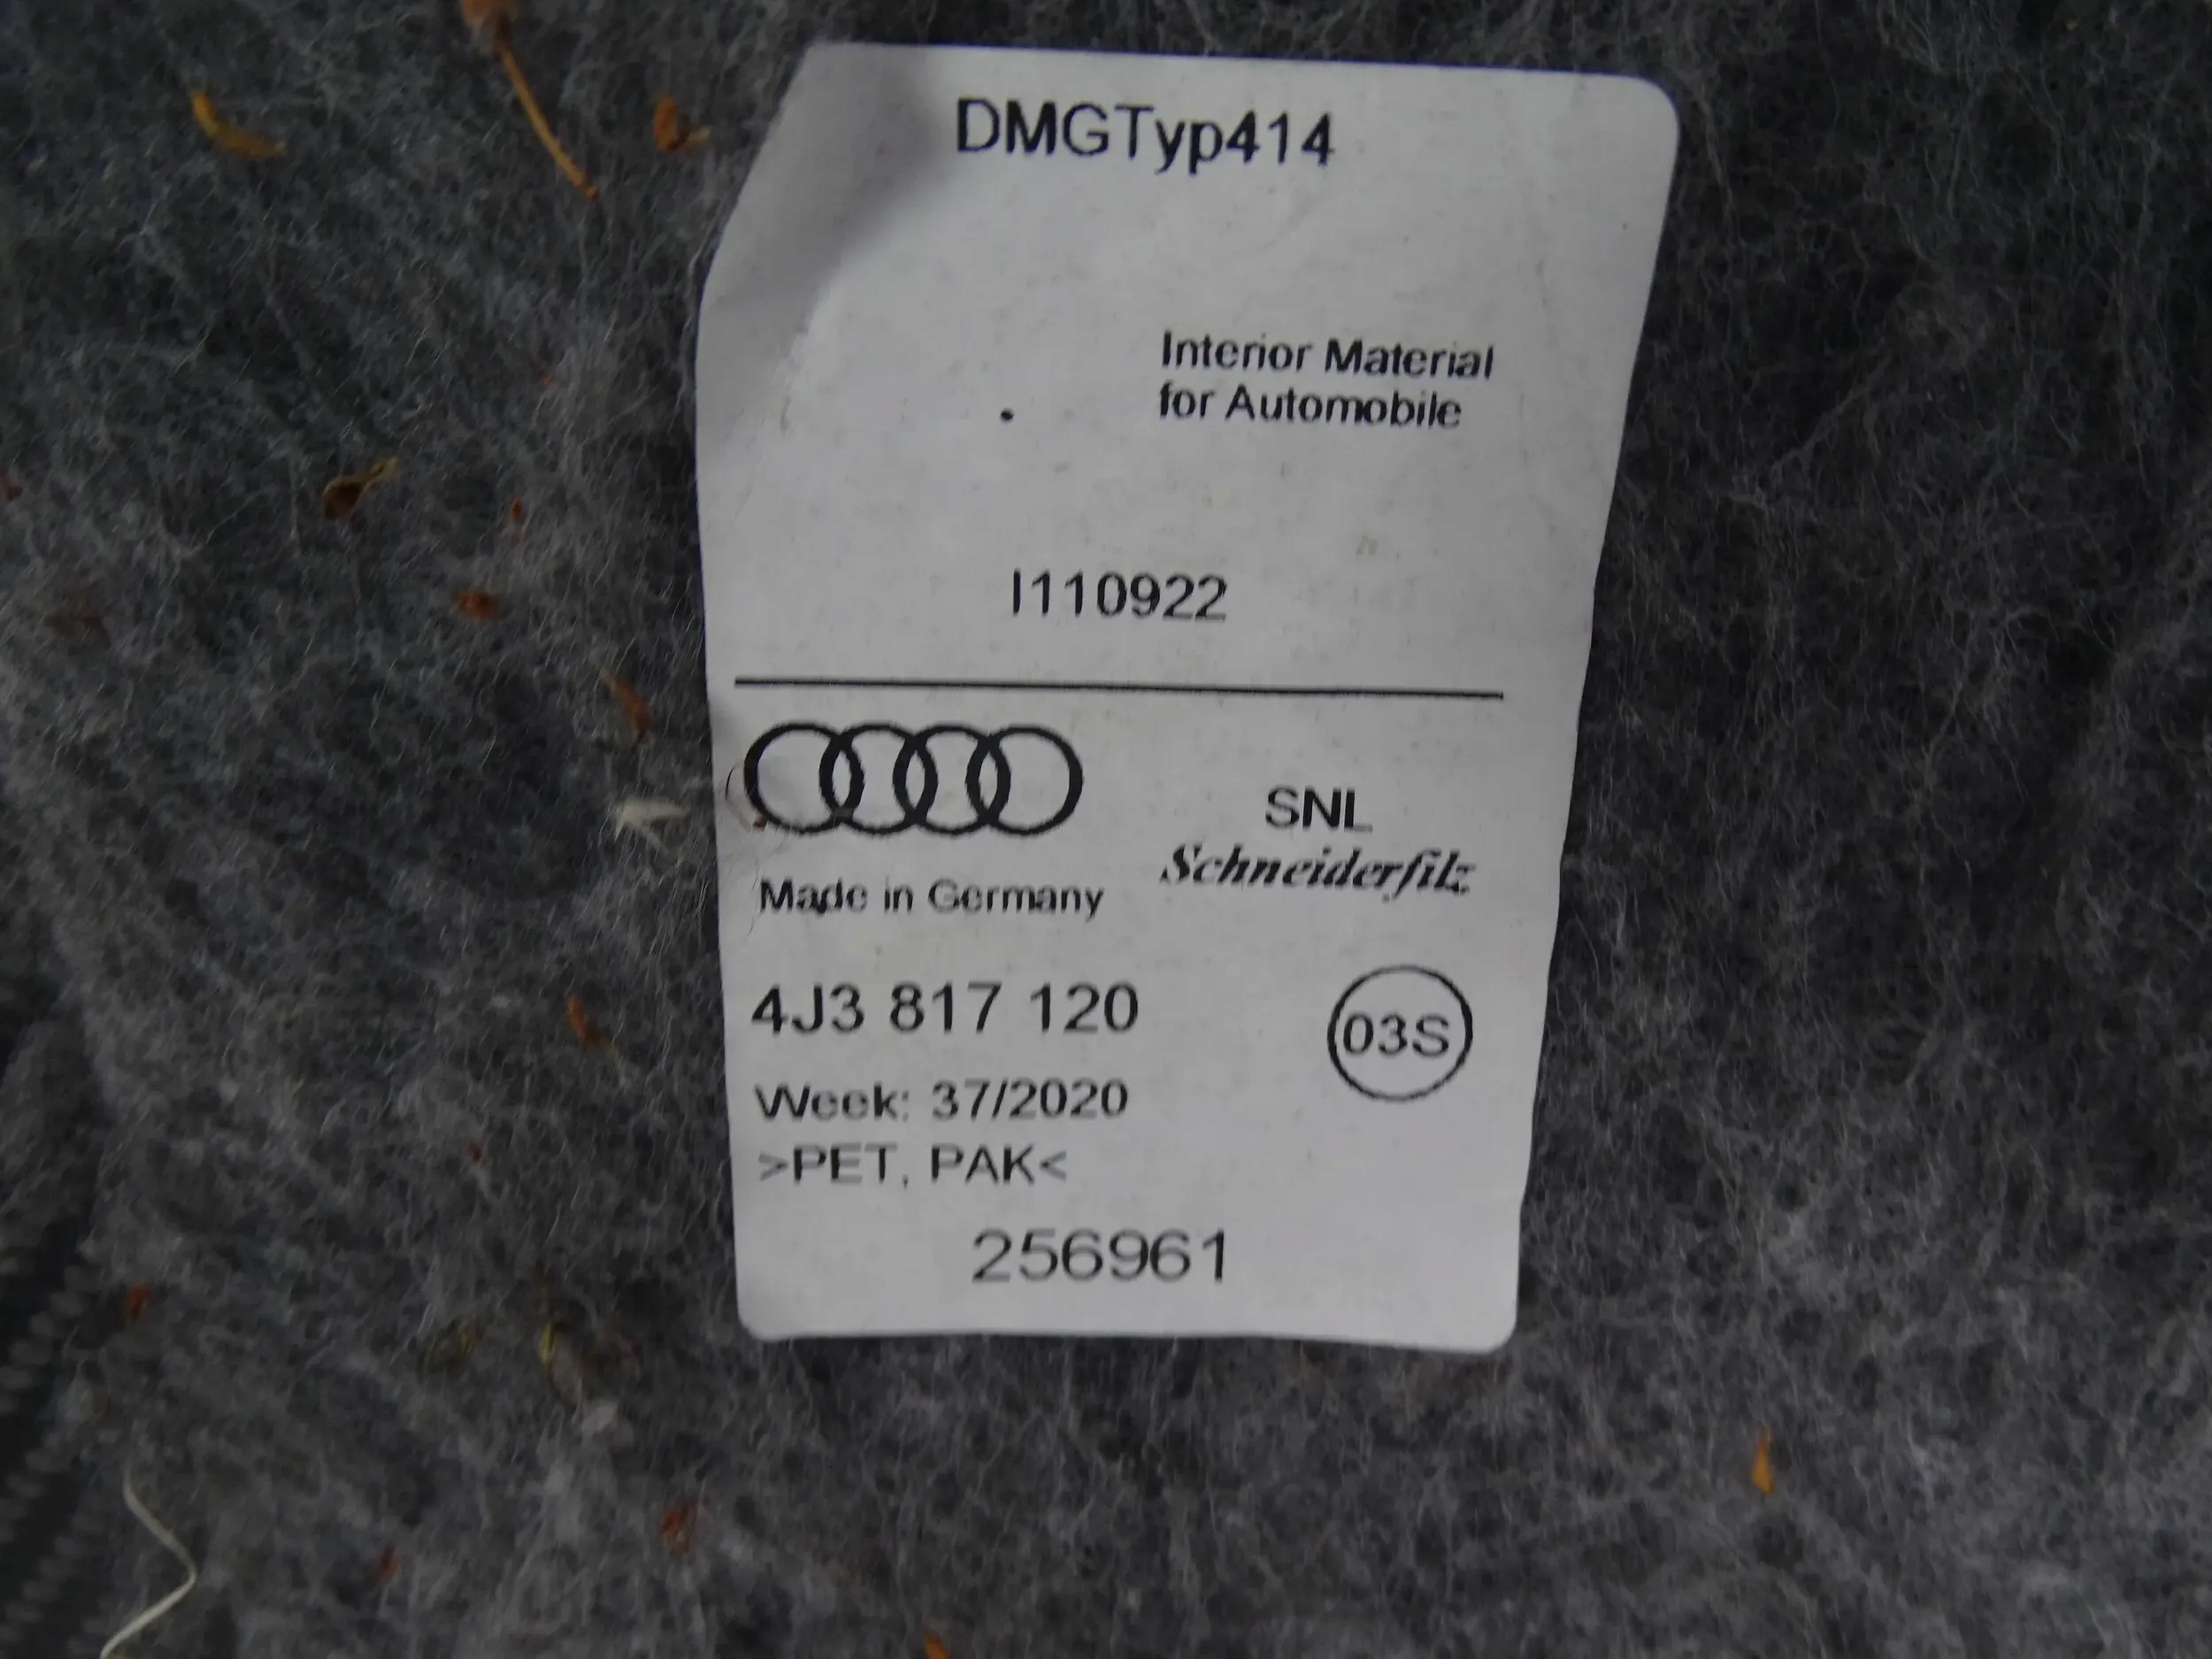 DMGTyp414
Interior Material
for Automobile
I110922
SNL
Schneiderfilz
Made in Germany
4J3 817 120
03S
Week: 37/2020
>PET, PAK<
256961